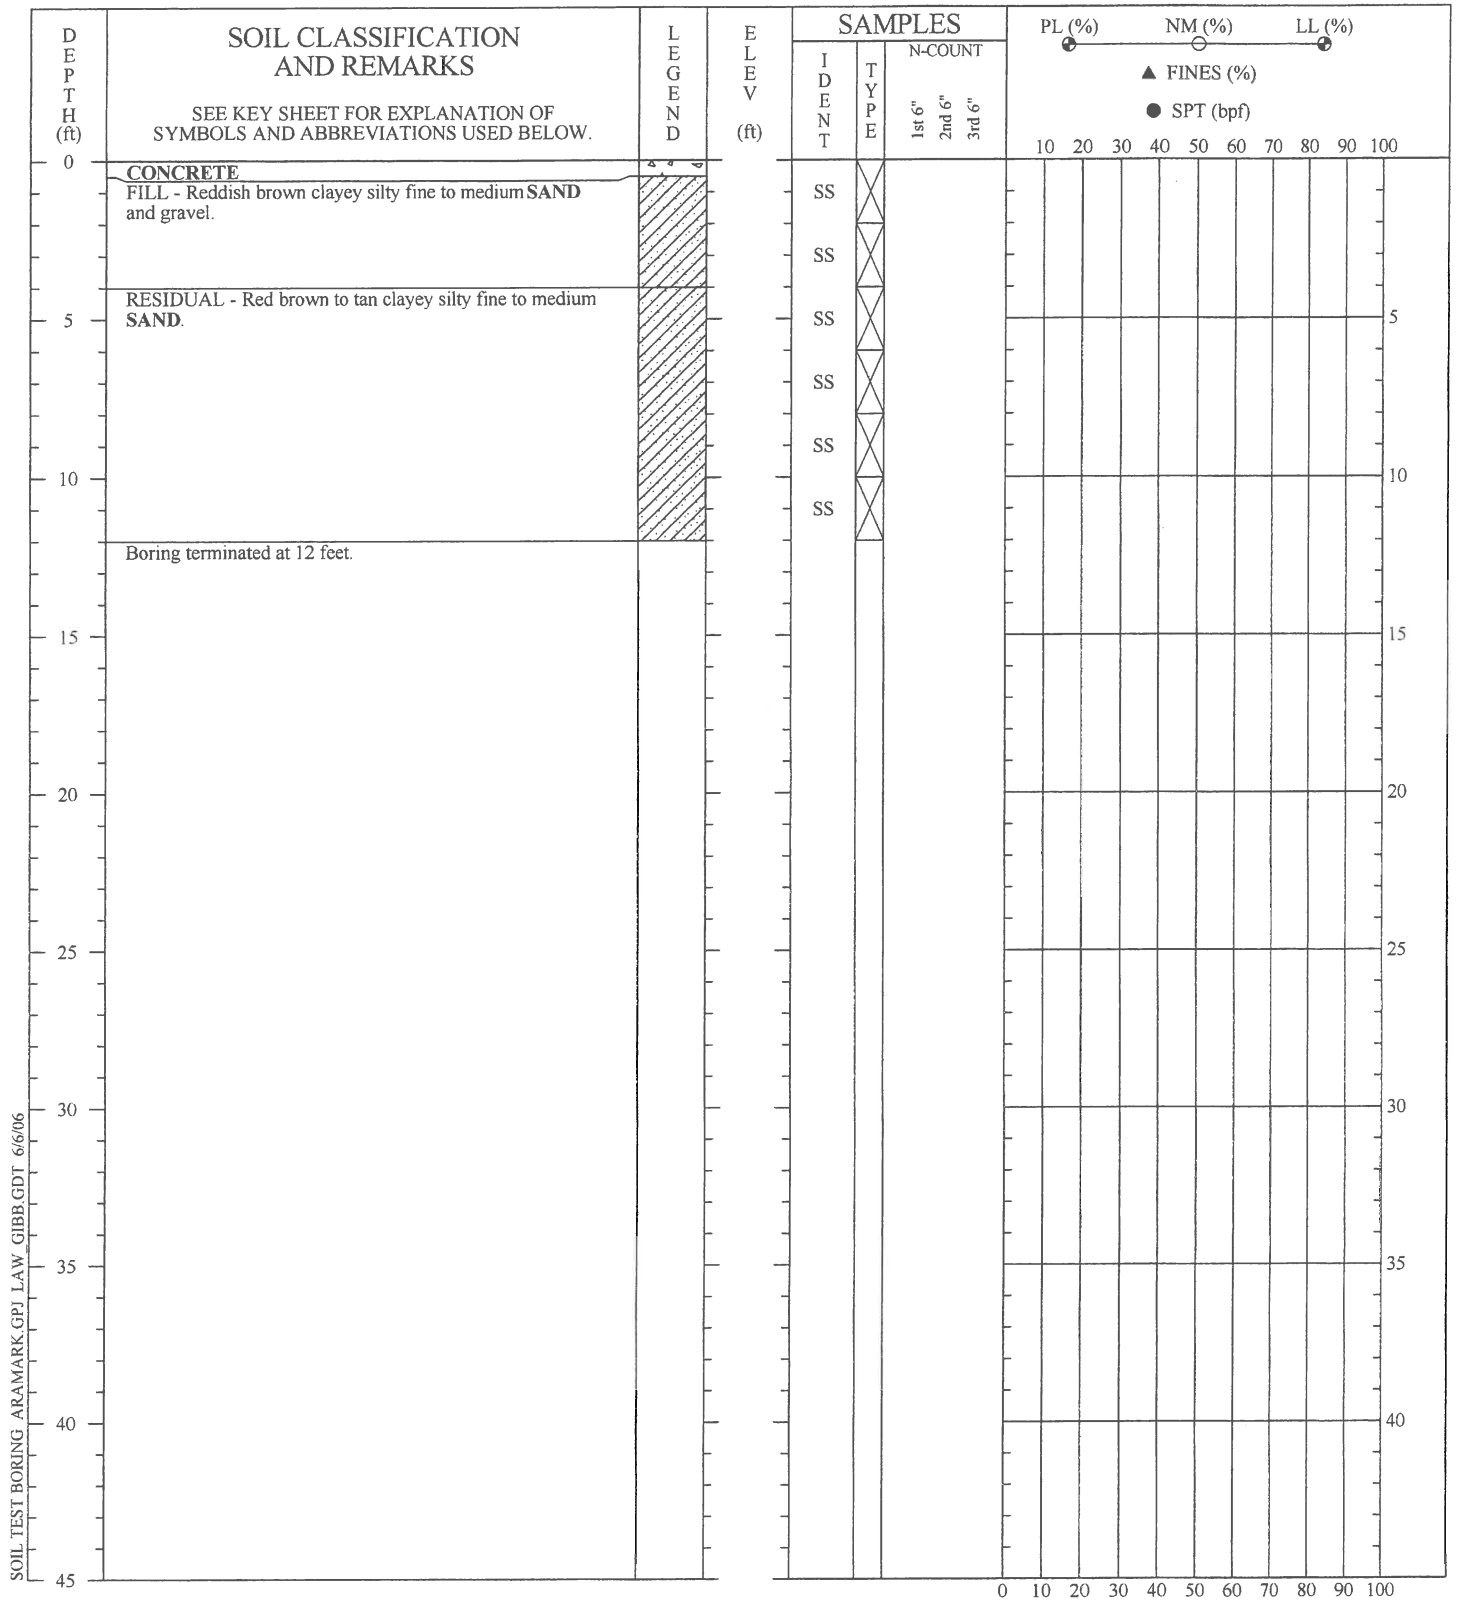 DEPTH (ft)
SOIL CLASSIFICATION
AND REMARKS
SEE KEY SHEET FOR EXPLANATION OF
SYMBOLS AND ABBREVIATIONS USED BELOW.
LEGEND
ELEV (ft)
SAMPLES
IDENT
TYPE
N-COUNT
1st 6"
2nd 6"
3rd 6"
PL (%) NM (%) LL (%)
▲ FINES (%)
● SPT (bpf)
10 20 30 40 50 60 70 80 90 100
0
CONCRETE
FILL - Reddish brown clayey silty fine to medium SAND
and gravel.
SS
SS
RESIDUAL - Red brown to tan clayey silty fine to medium
SAND.
5 SS 5
SS
SS
10 10
SS
Boring terminated at 12 feet.
15 15
20 20
25 25
30 30
35 35
40 40
45
0 10 20 30 40 50 60 70 80 90 100
SOIL TEST BORING ARAMARK.GPJ LAW_GIBB.GDT 6/6/06